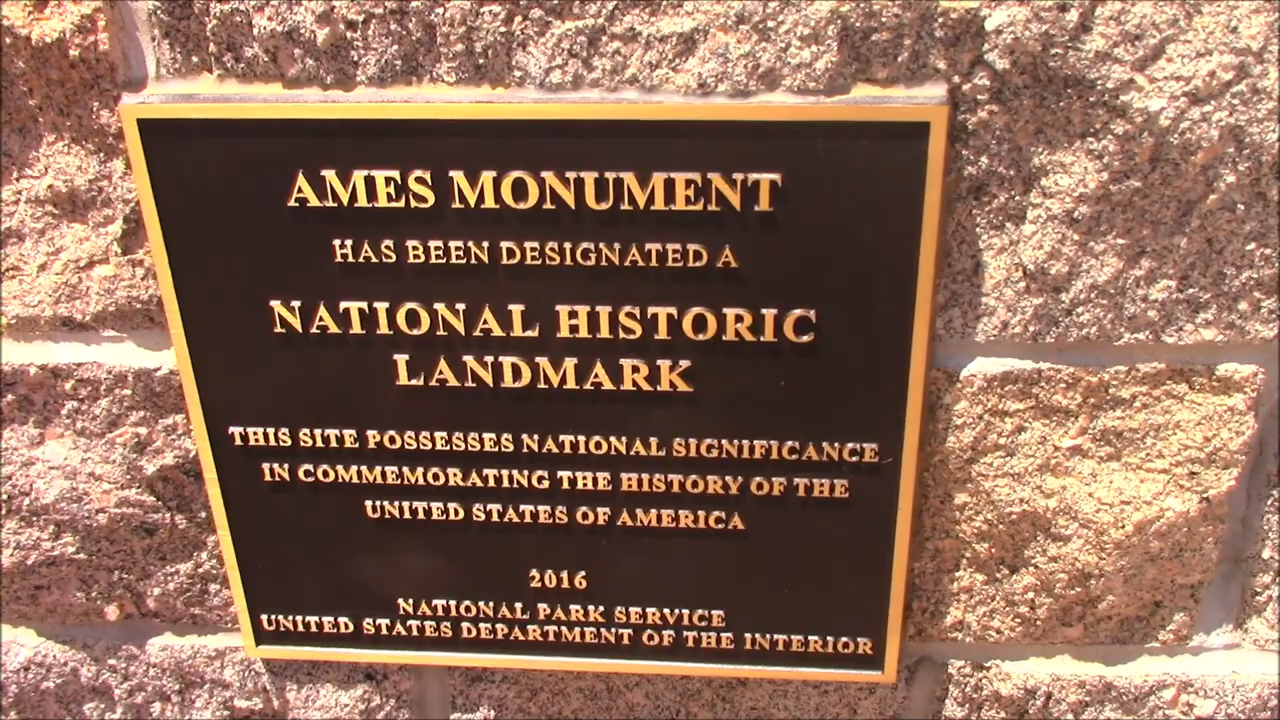 AMES MONUMENT
HAS BEEN DESIGNATED A
NATIONAL HISTORIC
LANDMARK
THIS SITE POSSESSES NATIONAL SIGNIFICANCE
IN COMMEMORATING THE HISTORY OF THE
UNITED STATES OF AMERICA
2016
NATIONAL PARK SERVICE
UNITED STATES DEPARTMENT OF THE INTERIOR